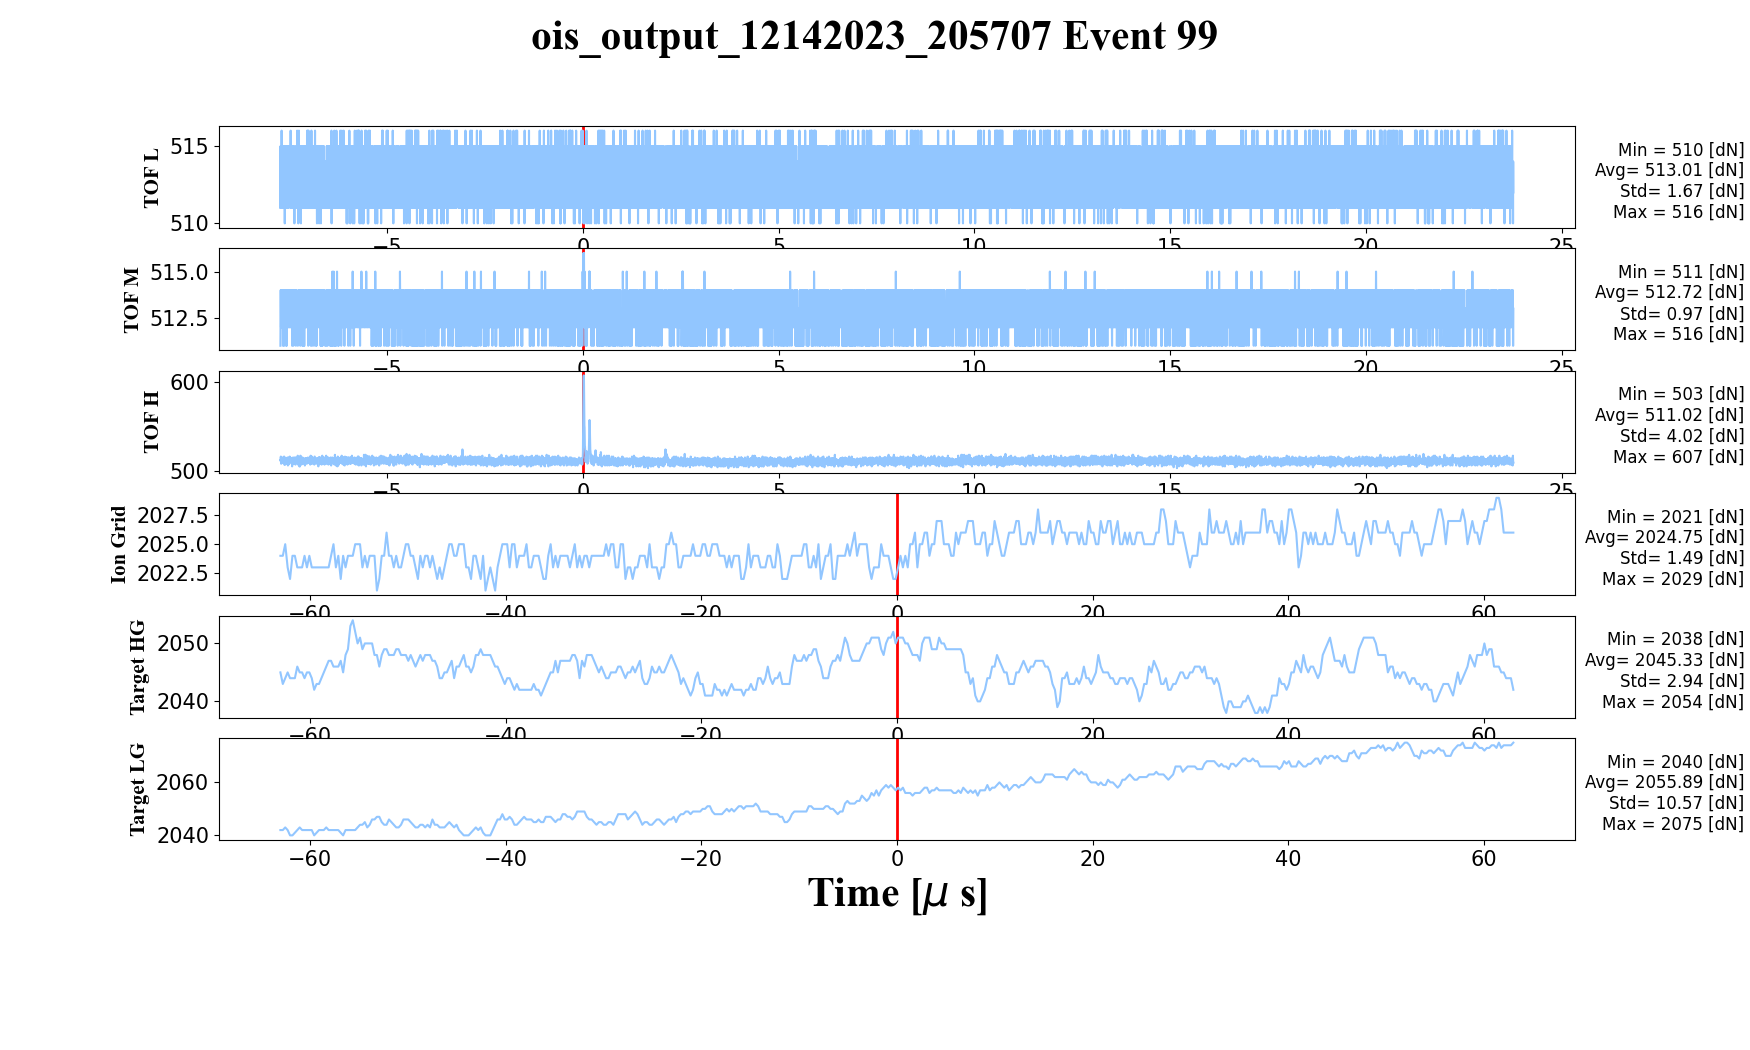 ois_output_12142023_205707 Event 99
TOF L
515
510
−5 0 5 10 15 20 25
Min = 510 [dN]
Avg= 513.01 [dN]
Std= 1.67 [dN]
Max = 516 [dN]
TOF M
515.0
512.5
−5 0 5 10 15 20 25
Min = 511 [dN]
Avg= 512.72 [dN]
Std= 0.97 [dN]
Max = 516 [dN]
TOF H
600
500
−5 0 5 10 15 20 25
Min = 503 [dN]
Avg= 511.02 [dN]
Std= 4.02 [dN]
Max = 607 [dN]
Ion Grid
2027.5
2025.0
2022.5
−60 −40 −20 0 20 40 60
Min = 2021 [dN]
Avg= 2024.75 [dN]
Std= 1.49 [dN]
Max = 2029 [dN]
Target HG
2050
2040
−60 −40 −20 0 20 40 60
Min = 2038 [dN]
Avg= 2045.33 [dN]
Std= 2.94 [dN]
Max = 2054 [dN]
Target LG
2060
2040
−60 −40 −20 0 20 40 60
Min = 2040 [dN]
Avg= 2055.89 [dN]
Std= 10.57 [dN]
Max = 2075 [dN]
Time [μ s]